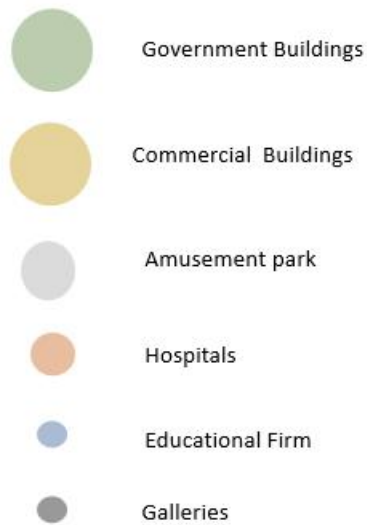 Government Buildings
Commercial Buildings
Amusement park
Hospitals
Educational Firm
Galleries